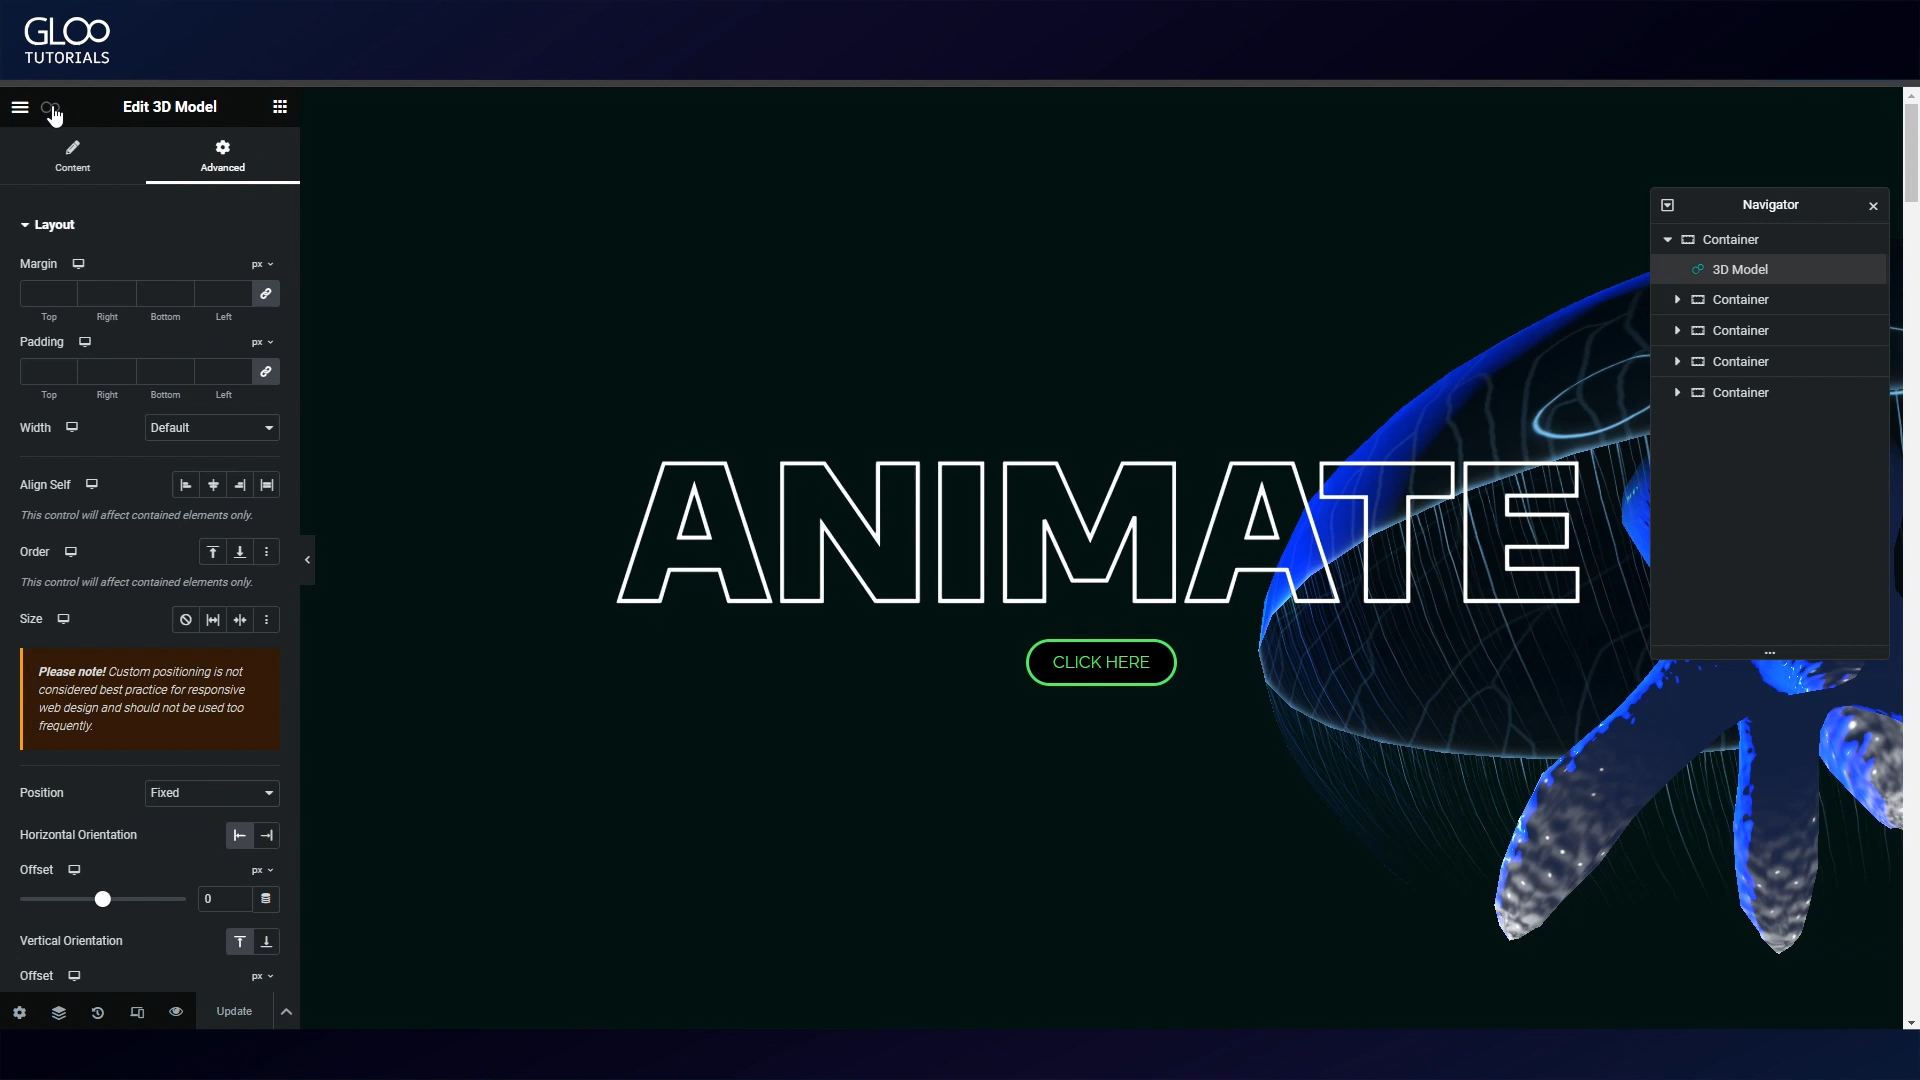 GLOO
TUTORIALS
Edit 3D Model
Content
Advanced
Layout
Margin
px
Top Right Bottom Left
Padding
px
Top Right Bottom Left
Width
Default
Align Self
This control will affect contained elements only.
Order
This control will affect contained elements only.
Size
Please note! Custom positioning is not
considered best practice for responsive
web design and should not be used too
frequently.
Position
Fixed
Horizontal Orientation
Offset
px
0
Vertical Orientation
Offset
px
Update
ANIMATE
CLICK HERE
Navigator
Container
3D Model
Container
Container
Container
Container